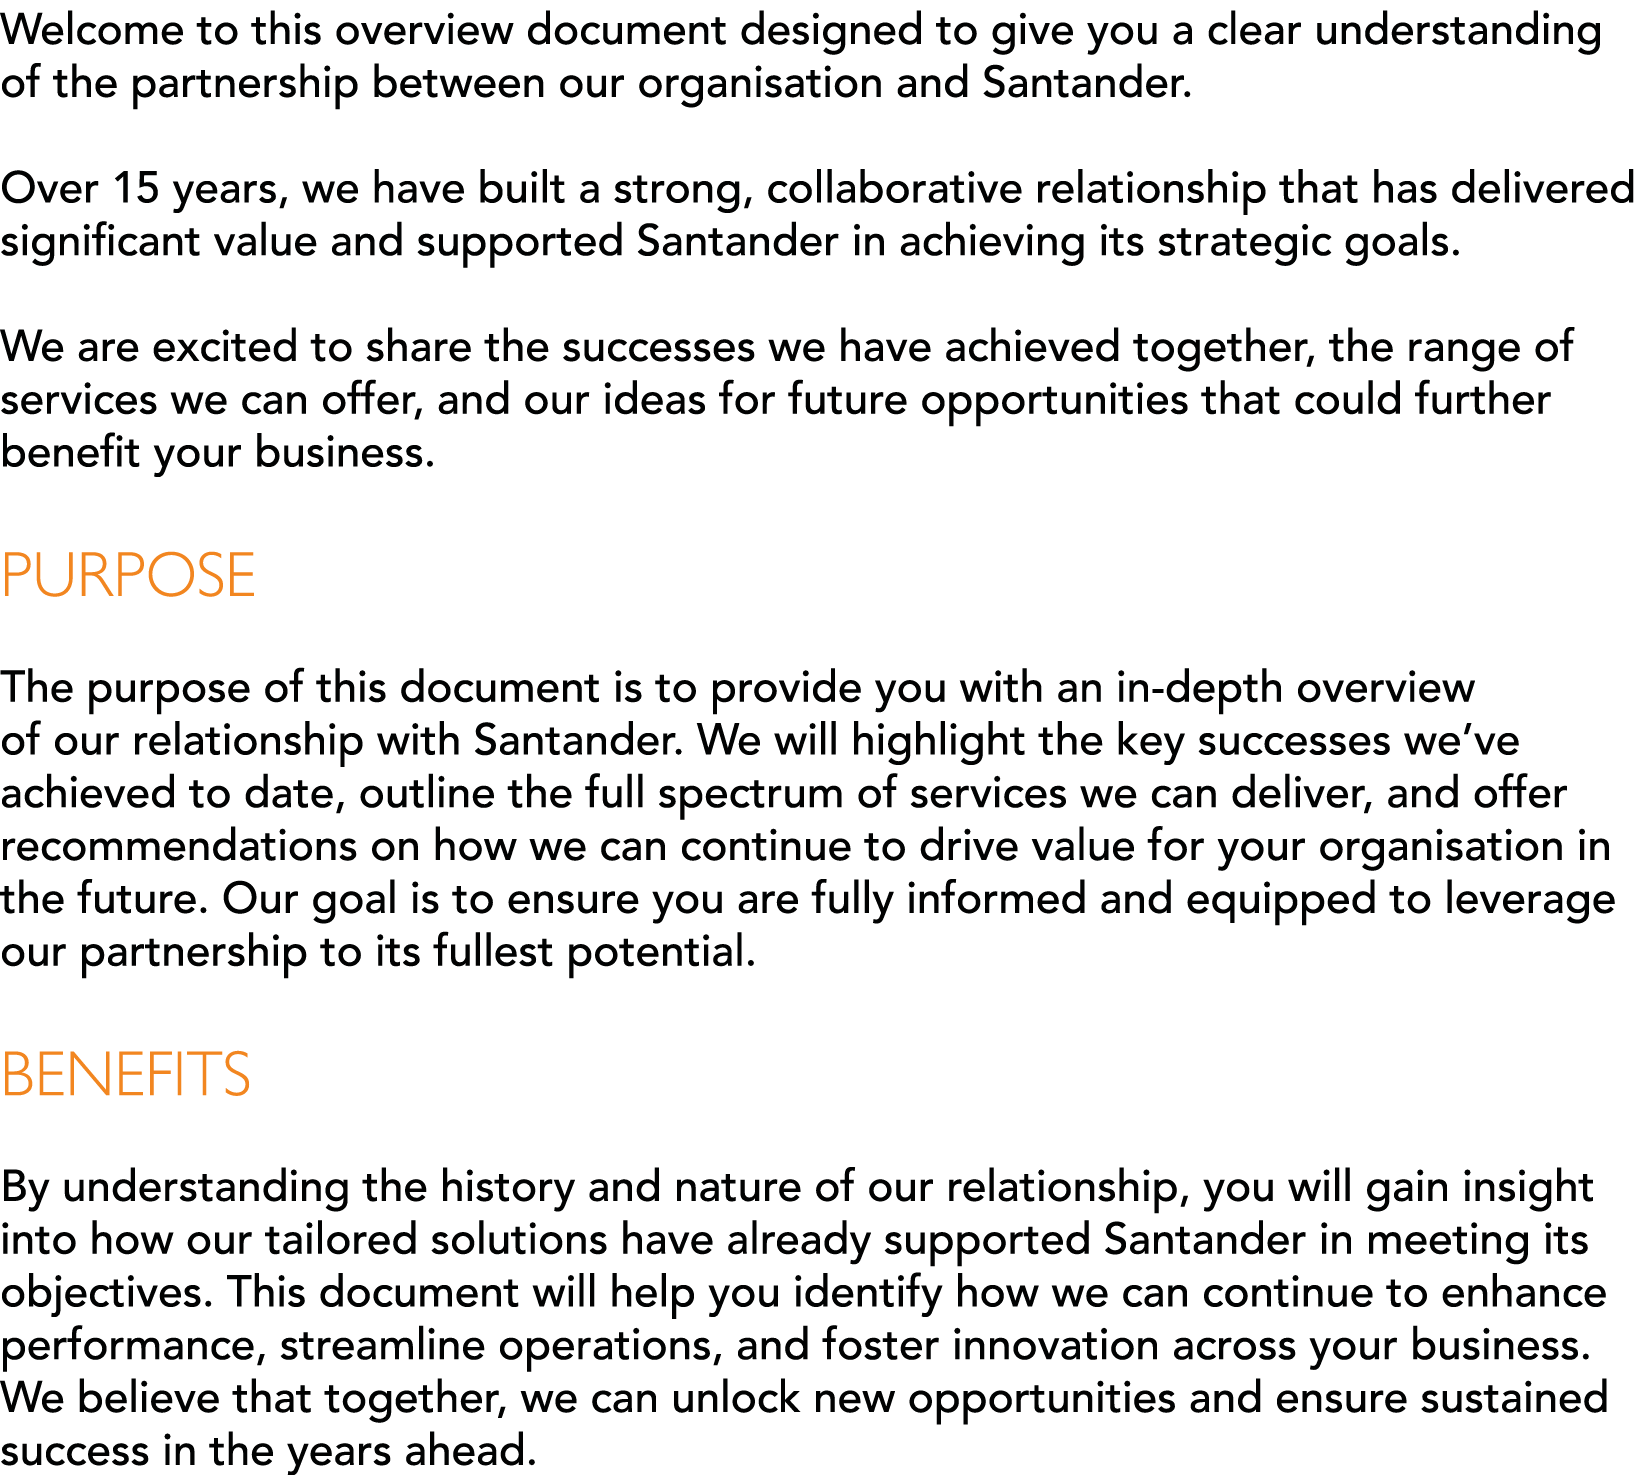 Welcome to this overview document designed to give you a clear understanding
of the partnership between our organisation and Santander.
Over 15 years, we have built a strong, collaborative relationship that has delivered
significant value and supported Santander in achieving its strategic goals.
We are excited to share the successes we have achieved together, the range of
services we can offer, and our ideas for future opportunities that could further
benefit your business.
PURPOSE
The purpose of this document is to provide you with an in-depth overview
of our relationship with Santander. We will highlight the key successes we’ve
achieved to date, outline the full spectrum of services we can deliver, and offer
recommendations on how we can continue to drive value for your organisation in
the future. Our goal is to ensure you are fully informed and equipped to leverage
our partnership to its fullest potential.
BENEFITS
By understanding the history and nature of our relationship, you will gain insight
into how our tailored solutions have already supported Santander in meeting its
objectives. This document will help you identify how we can continue to enhance
performance, streamline operations, and foster innovation across your business.
We believe that together, we can unlock new opportunities and ensure sustained
success in the years ahead.